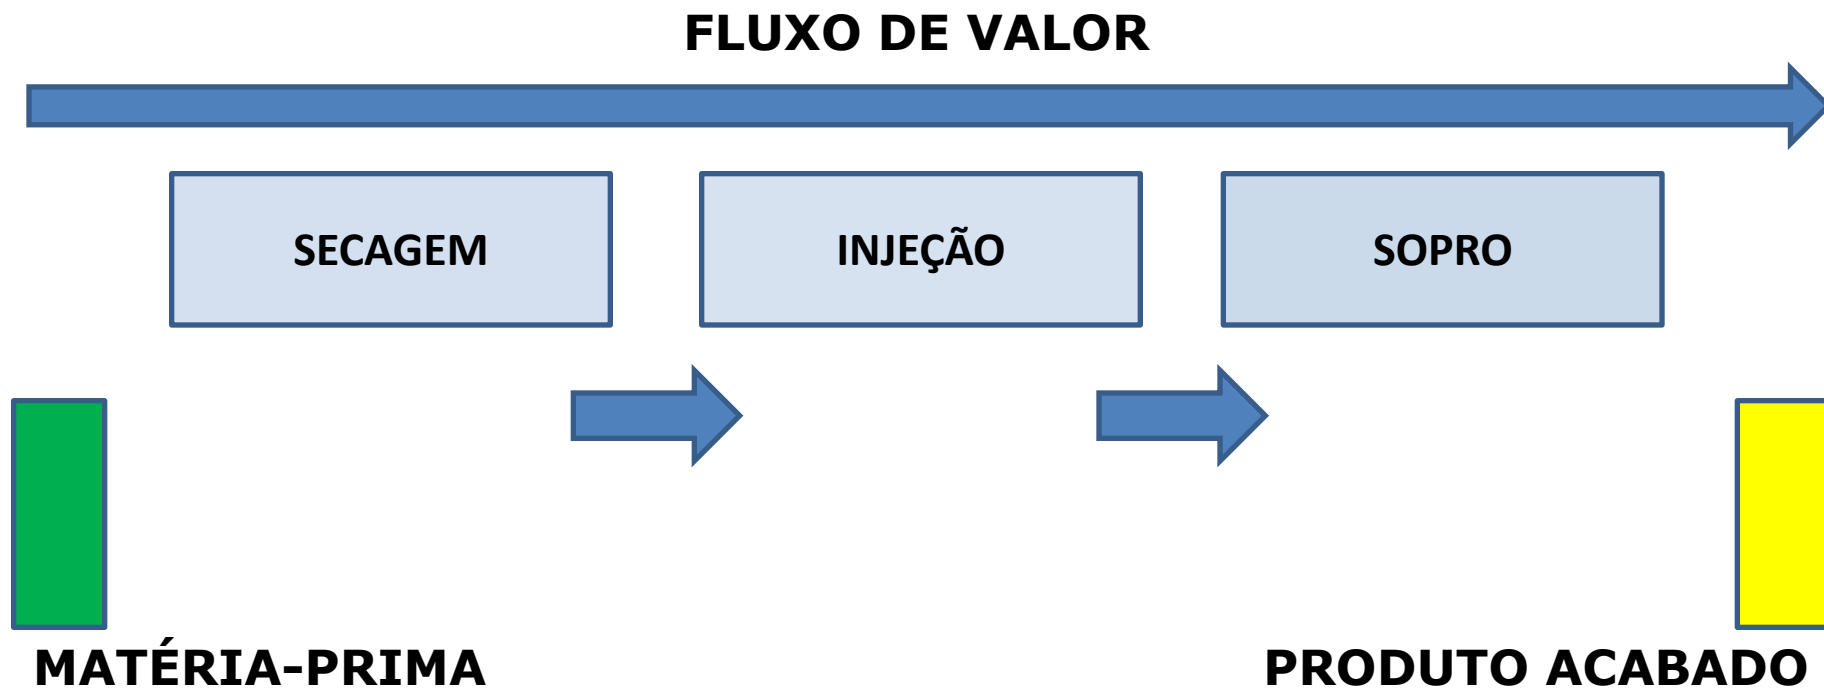 FLUXO DE VALOR
SECAGEM
INJEÇÃO
SOPRO
MATÉRIA-PRIMA
PRODUTO ACABADO